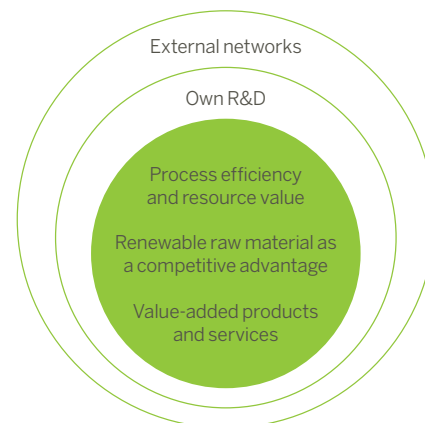 External networks
Own R&D
Process efficiency
and resource value
Renewable raw material as
a competitive advantage
Value-added products
and services